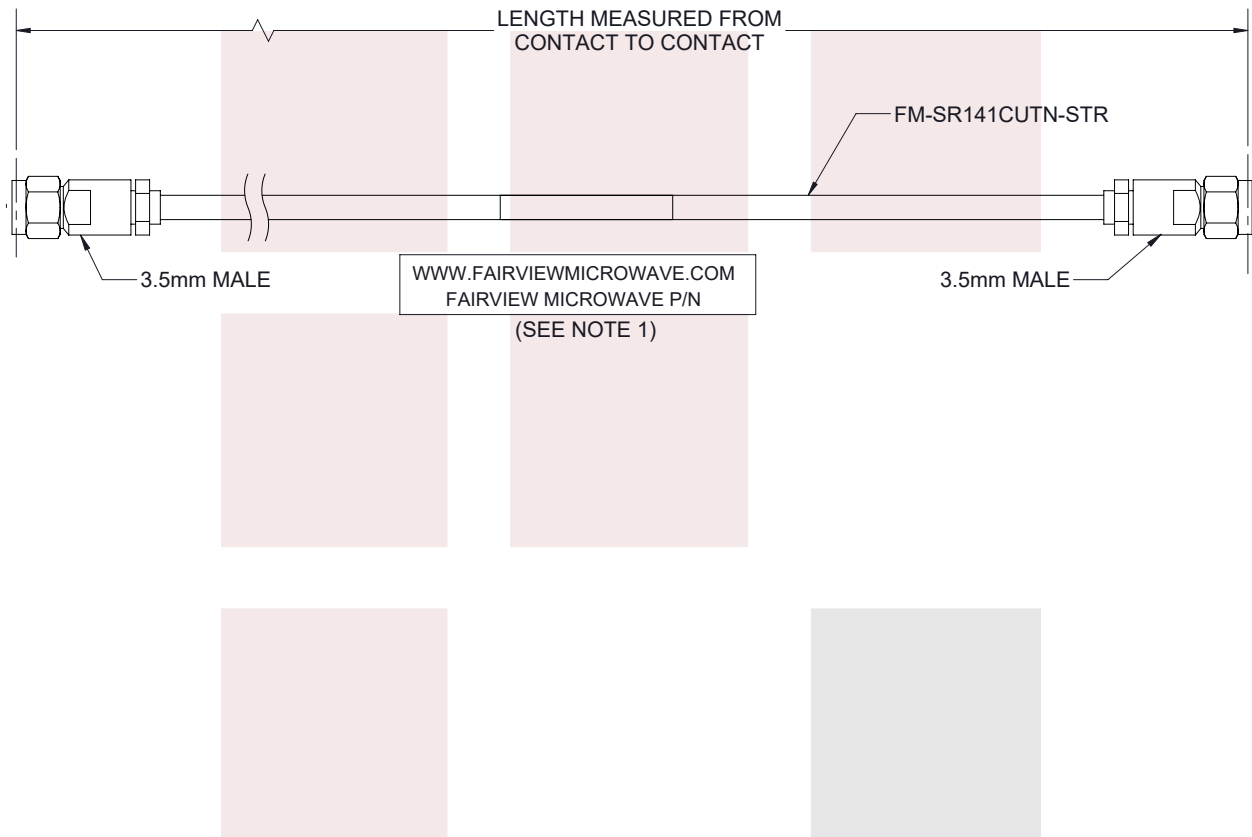 LENGTH MEASURED FROM
CONTACT TO CONTACT
FM-SR141CUTN-STR
3.5mm MALE
3.5mm MALE
WWW.FAIRVIEWMICROWAVE.COM
FAIRVIEW MICROWAVE P/N
(SEE NOTE 1)